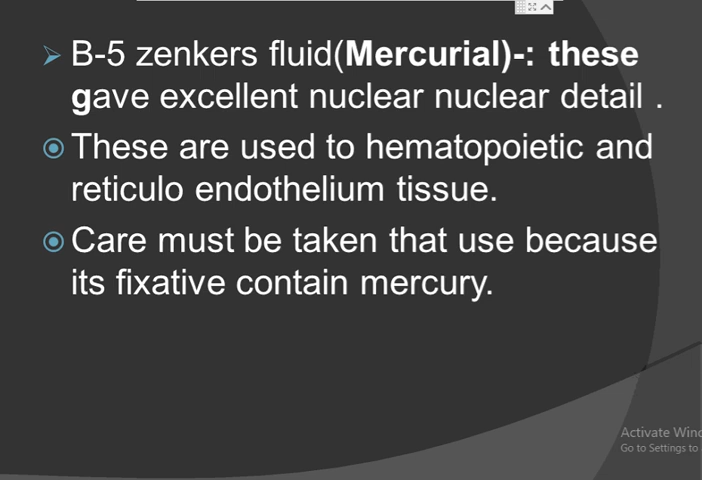 B-5 zenkers fluid(Mercurial)-: these
gave excellent nuclear nuclear detail .
These are used to hematopoietic and
reticulo endothelium tissue.
Care must be taken that use because
its fixative contain mercury.
Activate Wind
Go to Settings to